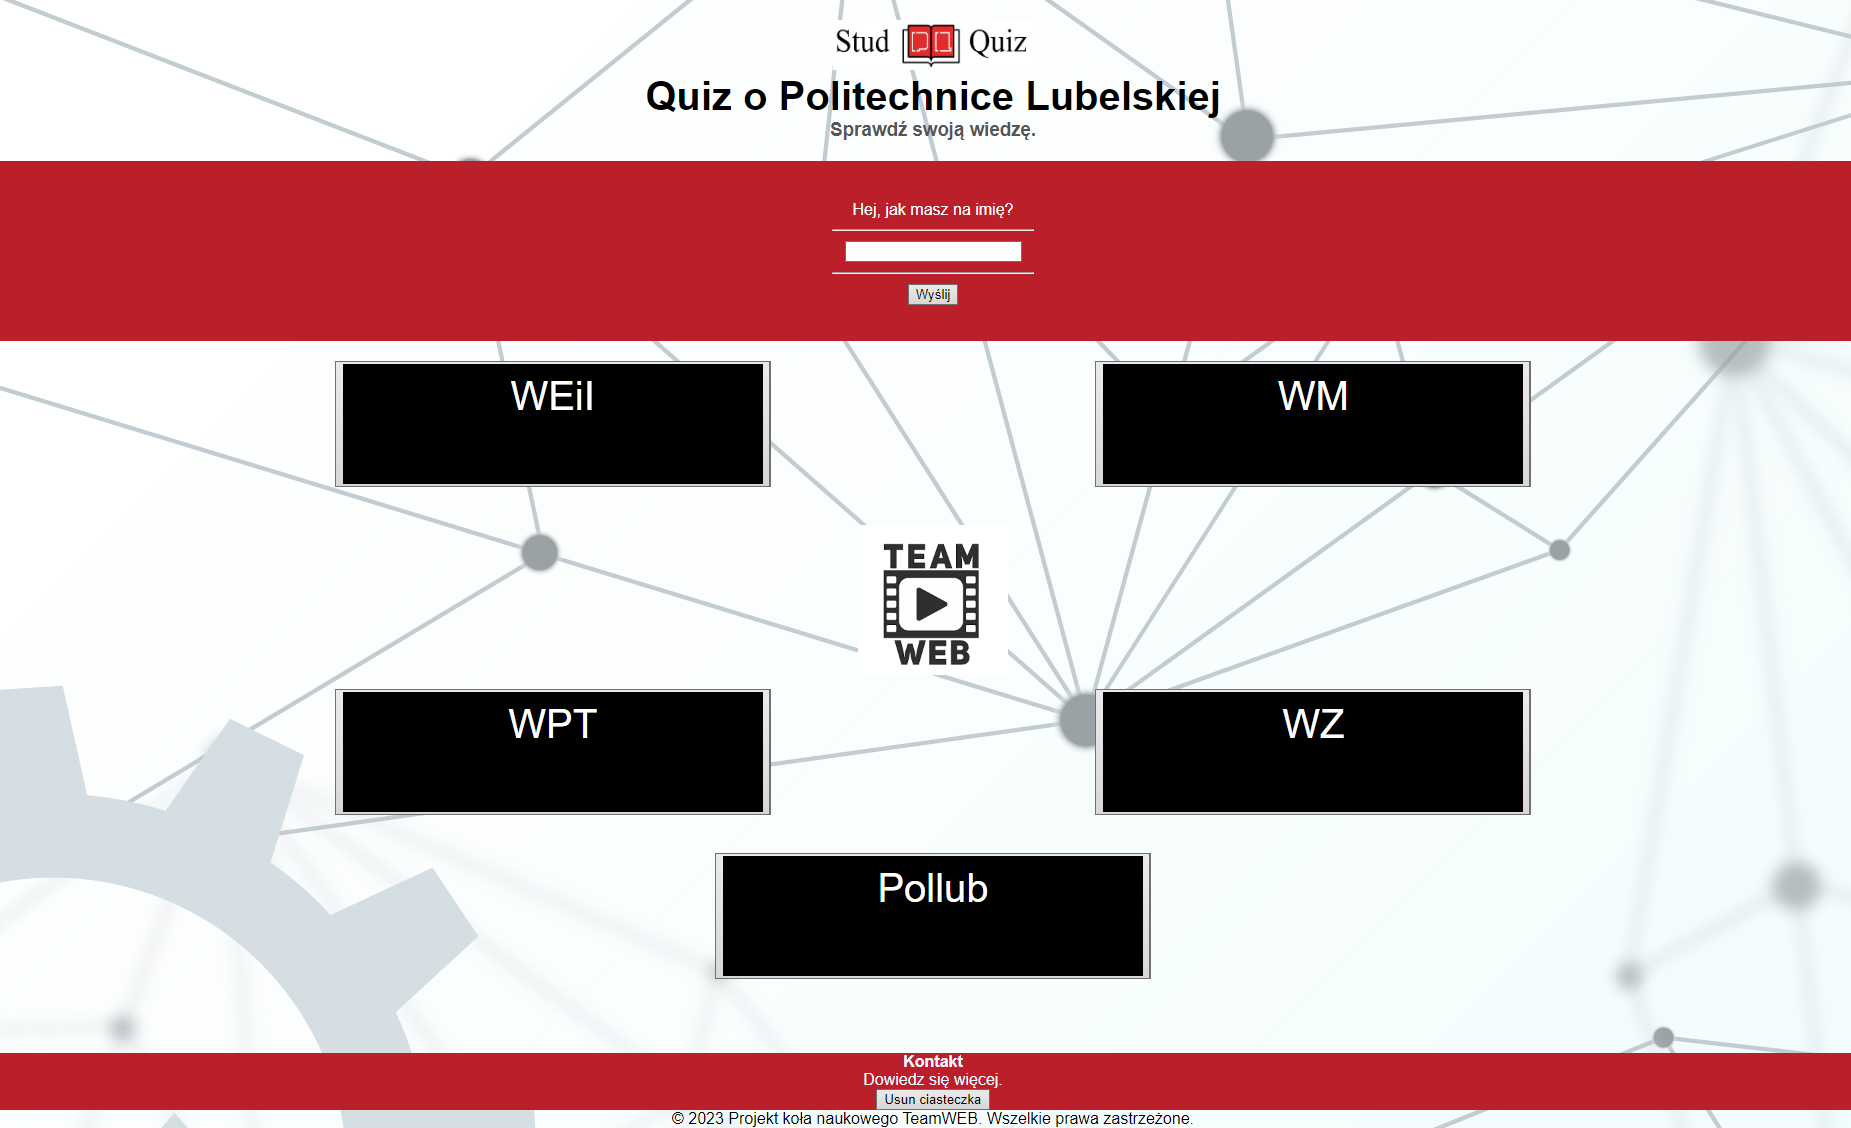 Stud Quiz
Quiz o Politechnice Lubelskiej
Sprawdź swoją wiedzę.
Hej, jak masz na imię?
Wyślij
WEiI
WM
TEAM
WEB
WPT
WZ
Pollub
Kontakt
Dowiedz się więcej.
Usun ciasteczka
© 2023 Projekt koła naukowego TeamWEB. Wszelkie prawa zastrzeżone.